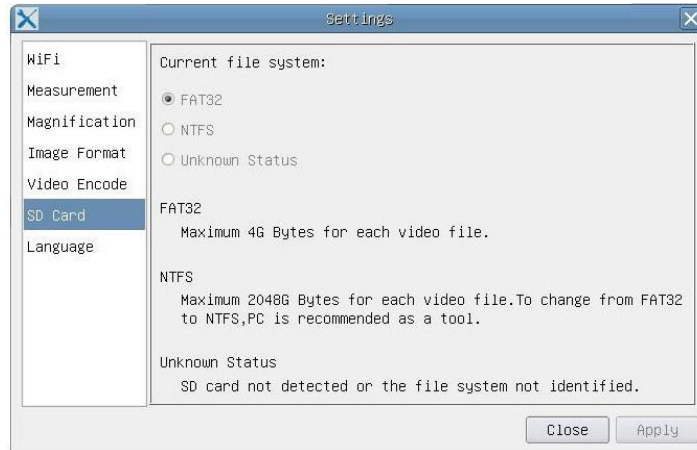 Settings
WiFi
Measurement
Magnification
Image Format
Video Encode
SD Card
Language
Current file system:
FAT32
NTFS
Unknown Status
FAT32
Maximum 4G Bytes for each video file.
NTFS
Maximum 2048G Bytes for each video file.To change from FAT32
to NTFS,PC is recommended as a tool.
Unknown Status
SD card not detected or the file system not identified.
Close
Apply